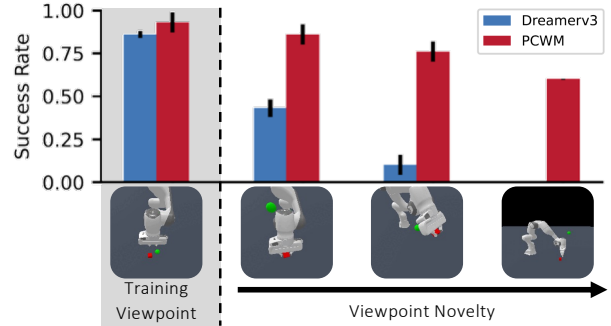 1.00
0.75
0.50
0.25
0.00
Success Rate
Dreamerv3
PCWM
Training
Viewpoint
Viewpoint Novelty